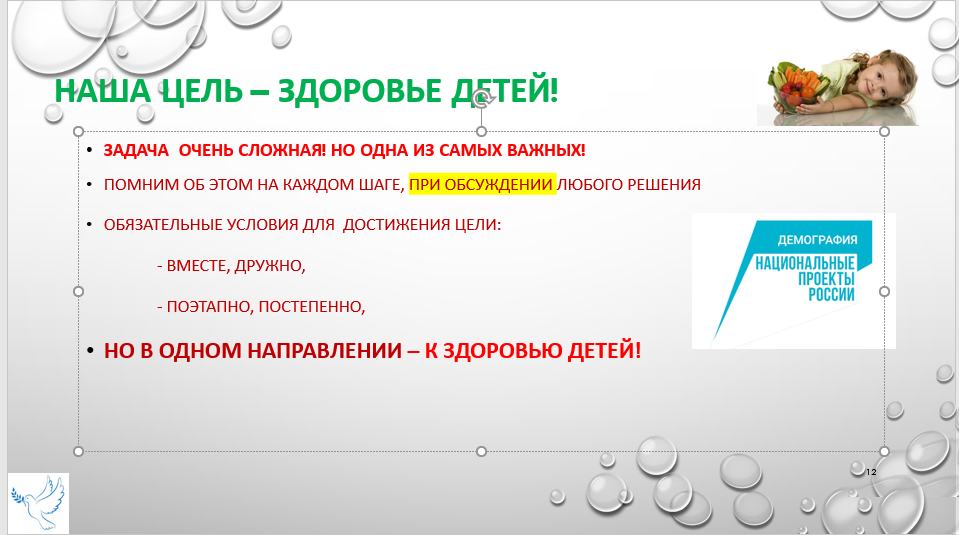 НАША ЦЕЛЬ – ЗДОРОВЬЕ ДЕТЕЙ!
• ЗАДАЧА ОЧЕНЬ СЛОЖНАЯ! НО ОДНА ИЗ САМЫХ ВАЖНЫХ!
• ПОМНИМ ОБ ЭТОМ НА КАЖДОМ ШАГЕ, ПРИ ОБСУЖДЕНИИ ЛЮБОГО РЕШЕНИЯ
• ОБЯЗАТЕЛЬНЫЕ УСЛОВИЯ ДЛЯ ДОСТИЖЕНИЯ ЦЕЛИ:
- ВМЕСТЕ, ДРУЖНО,
- ПОЭТАПНО, ПОСТЕПЕННО,
• НО В ОДНОМ НАПРАВЛЕНИИ – К ЗДОРОВЬЮ ДЕТЕЙ!
ДЕМОГРАФИЯ
НАЦИОНАЛЬНЫЕ
ПРОЕКТЫ
РОССИИ
12